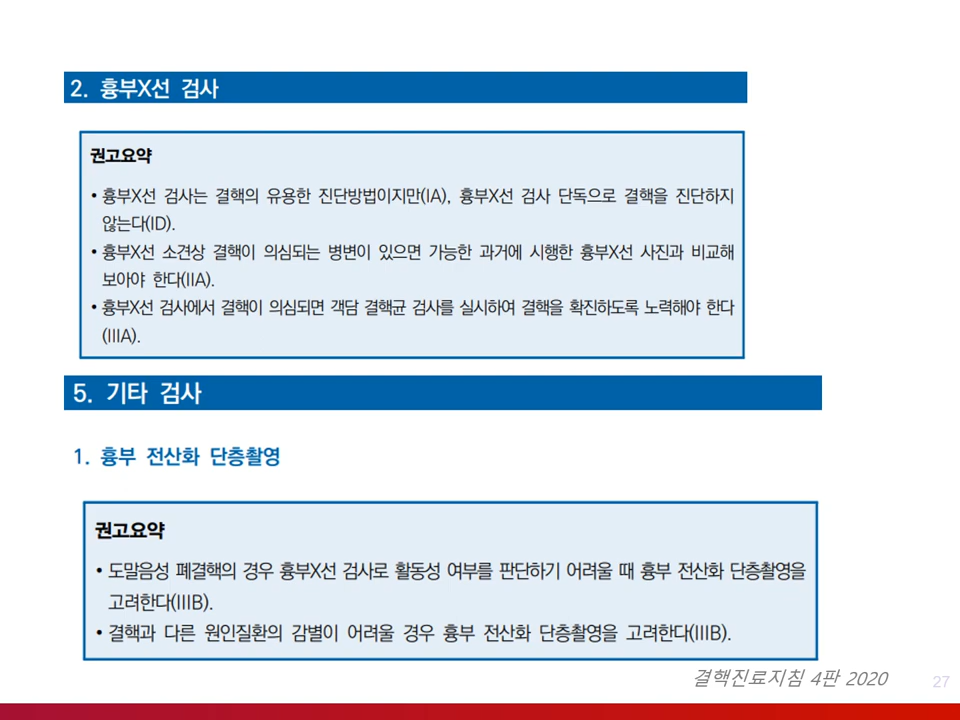 2. 흉부X선 검사
권고요약
• 흉부X선 검사는 결핵의 유용한 진단방법이지만(IA), 흉부X선 검사 단독으로 결핵을 진단하지
않는다(ID).
• 흉부X선 소견상 결핵이 의심되는 병변이 있으면 가능한 과거에 시행한 흉부X선 사진과 비교해
보아야 한다(IIA).
• 흉부X선 검사에서 결핵이 의심되면 객담 결핵균 검사를 실시하여 결핵을 확진하도록 노력해야 한다
(IIIA).
5. 기타 검사
1. 흉부 전산화 단층촬영
권고요약
• 도말음성 폐결핵의 경우 흉부X선 검사로 활동성 여부를 판단하기 어려울 때 흉부 전산화 단층촬영을
고려한다(IIIB).
• 결핵과 다른 원인질환의 감별이 어려울 경우 흉부 전산화 단층촬영을 고려한다(IIIB).
결핵진료지침 4판 2020
27